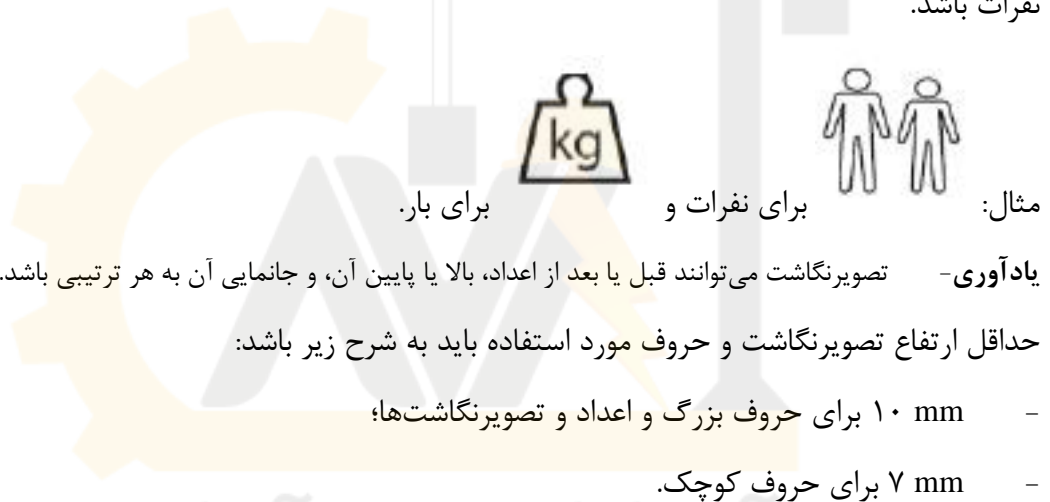 نفرات باشد.
kg
مثال: برای نفرات و برای بار.
یادآوری- تصویرنگاشت می‌توانند قبل یا بعد از اعداد، بالا یا پایین آن، و جانمایی آن به هر ترتیبی باشد.
حداقل ارتفاع تصویرنگاشت و حروف مورد استفاده باید به شرح زیر باشد:
- ۱۰ mm برای حروف بزرگ و اعداد و تصویرنگاشت‌ها؛
- ۷ mm برای حروف کوچک.